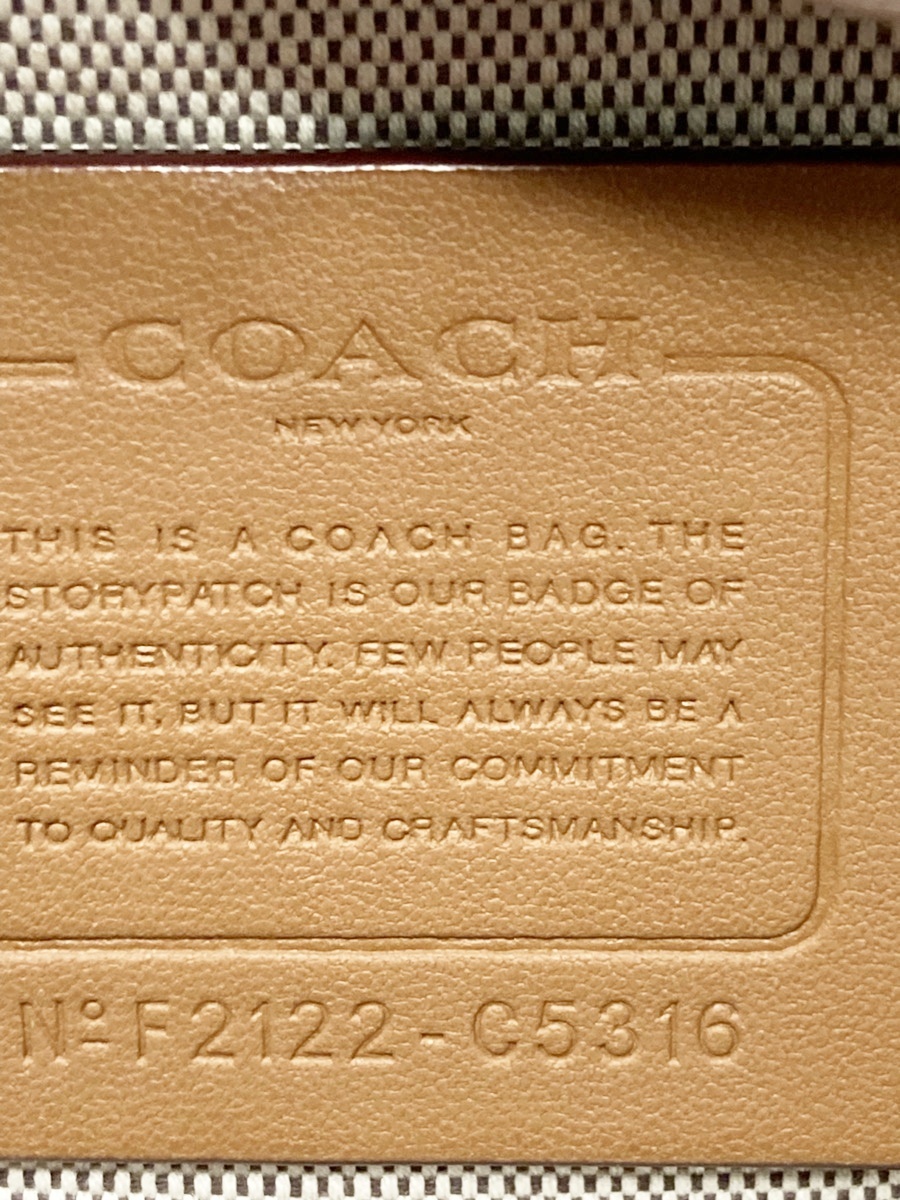 COACH
NEW YORK
THIS IS A COACH BAG. THE
STORYPATCH IS OUR BADGE OF
AUTHENTICITY. FEW PEOPLE MAY
SEE IT, BUT IT WILL ALWAYS BE A
REMINDER OF OUR COMMITMENT
TO QUALITY AND CRAFTSMANSHIP.
Nº F2122-C5316